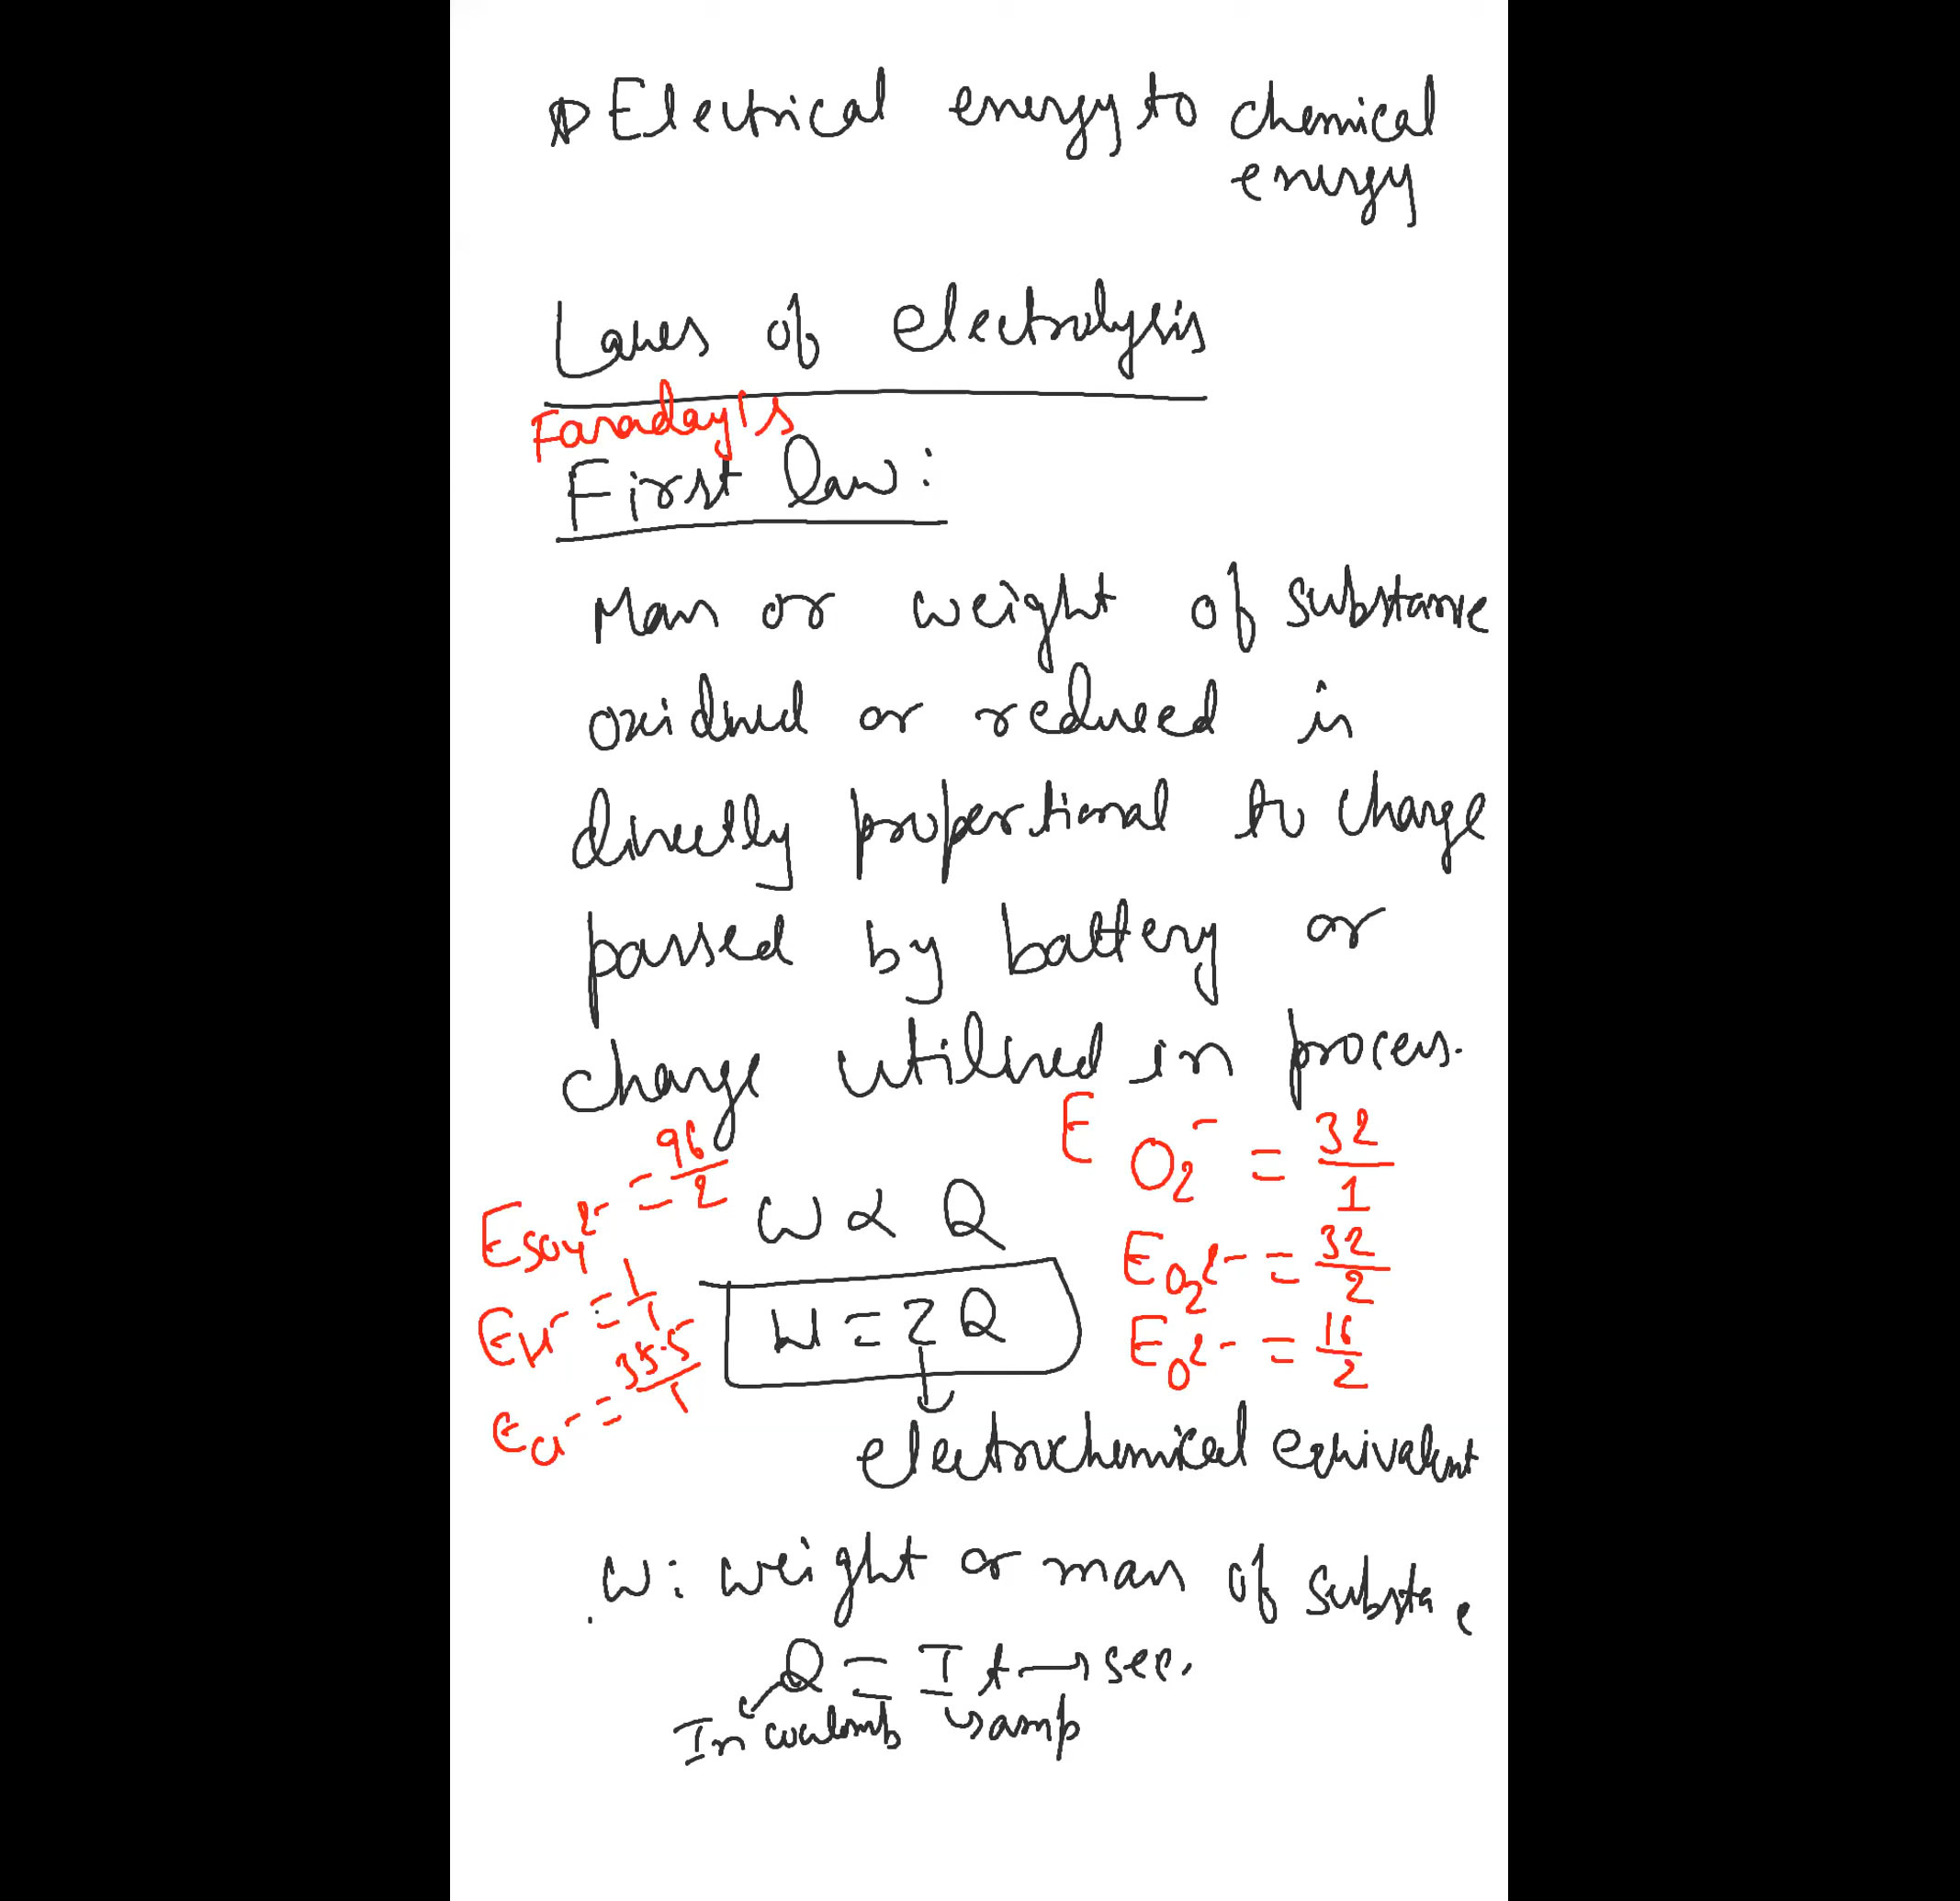 Electrical energy to chemical
energy
Laws of electrolysis
Faraday's
First law:
Mass or weight of substance
oxidised or reduced is
directly proportional to charge
passed by battery or
charge utilised in process.
E O₂⁻ = 32/1
E SO₄²⁻ = 96/2
W ∝ Q
E O₂²⁻ = 32/2
E H⁺ = 1/1
W = ZQ
E O²⁻ = 16/2
E Cl⁻ = 35.5/1
electrochemical equivalent
W: weight or mass of substance
Q = I t → sec.
In coulombs → amp